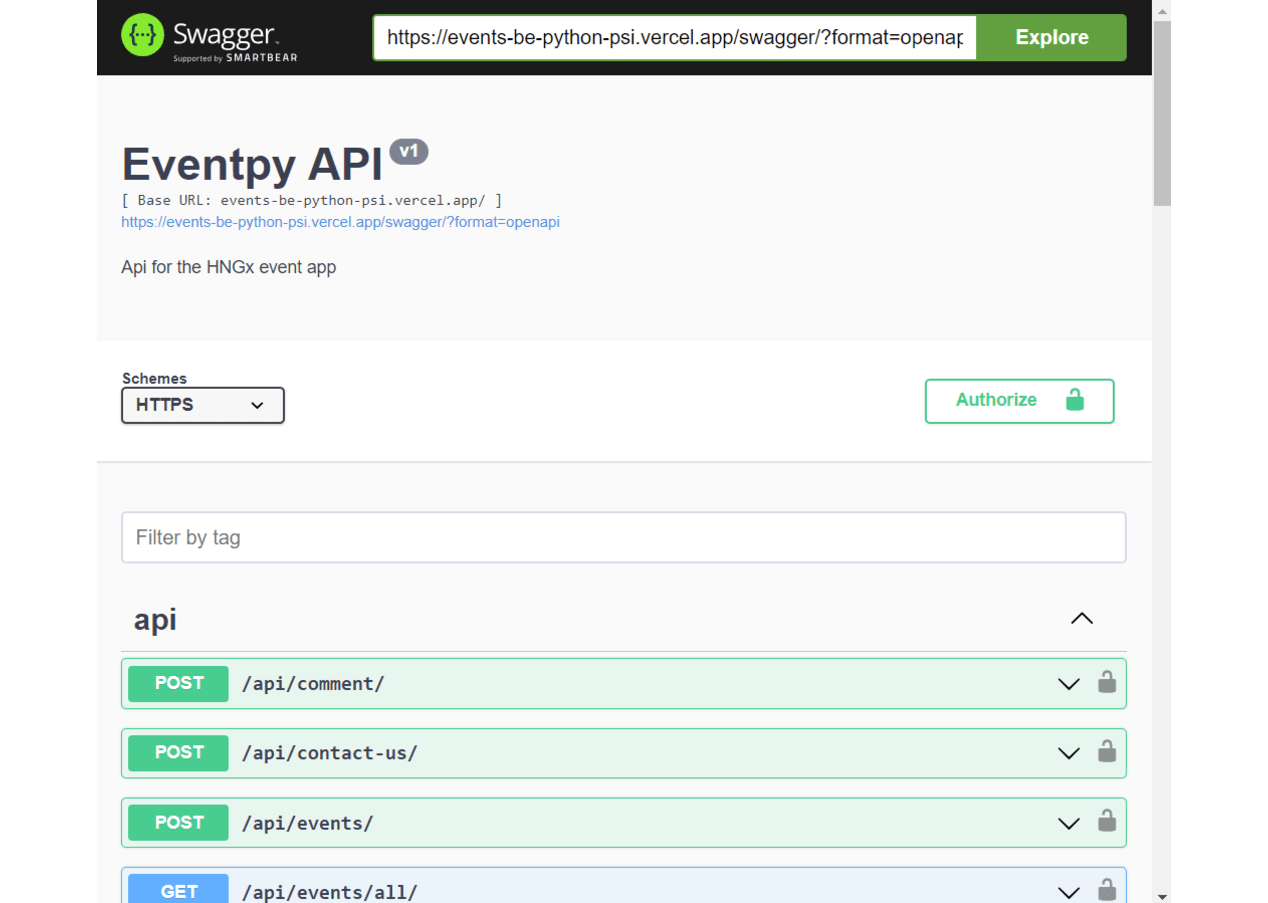 Swagger.
Supported by SMARTBEAR
https://events-be-python-psi.vercel.app/swagger/?format=openap
Explore
Eventpy API v1
[ Base URL: events-be-python-psi.vercel.app/ ]
https://events-be-python-psi.vercel.app/swagger/?format=openapi
Api for the HNGx event app
Schemes
HTTPS
Authorize
Filter by tag
api
POST /api/comment/
POST /api/contact-us/
POST /api/events/
GET /api/events/all/